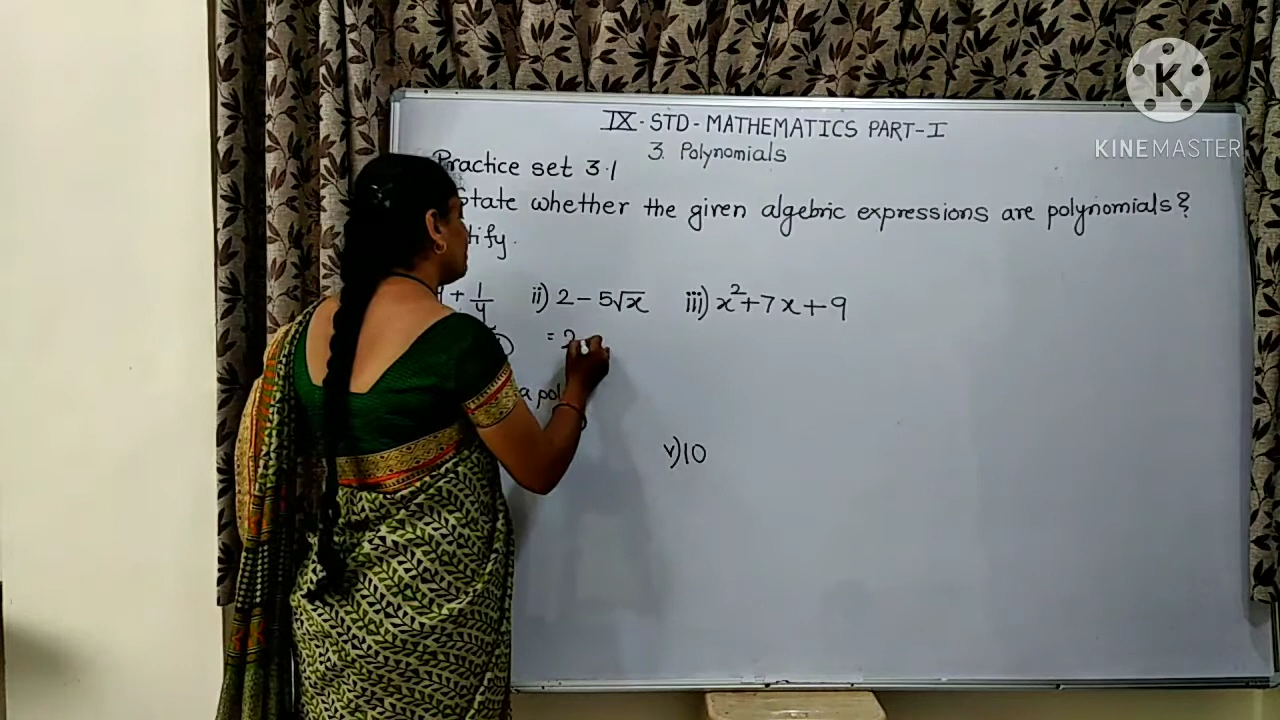 K
KINEMASTER
IX - STD - MATHEMATICS PART - I
3. Polynomials
Practice set 3.1
State whether the given algebric expressions are polynomials?
tify.
+ 1/y ii) 2 - 5√x iii) x² + 7x + 9
= 2
a pol
v) 10